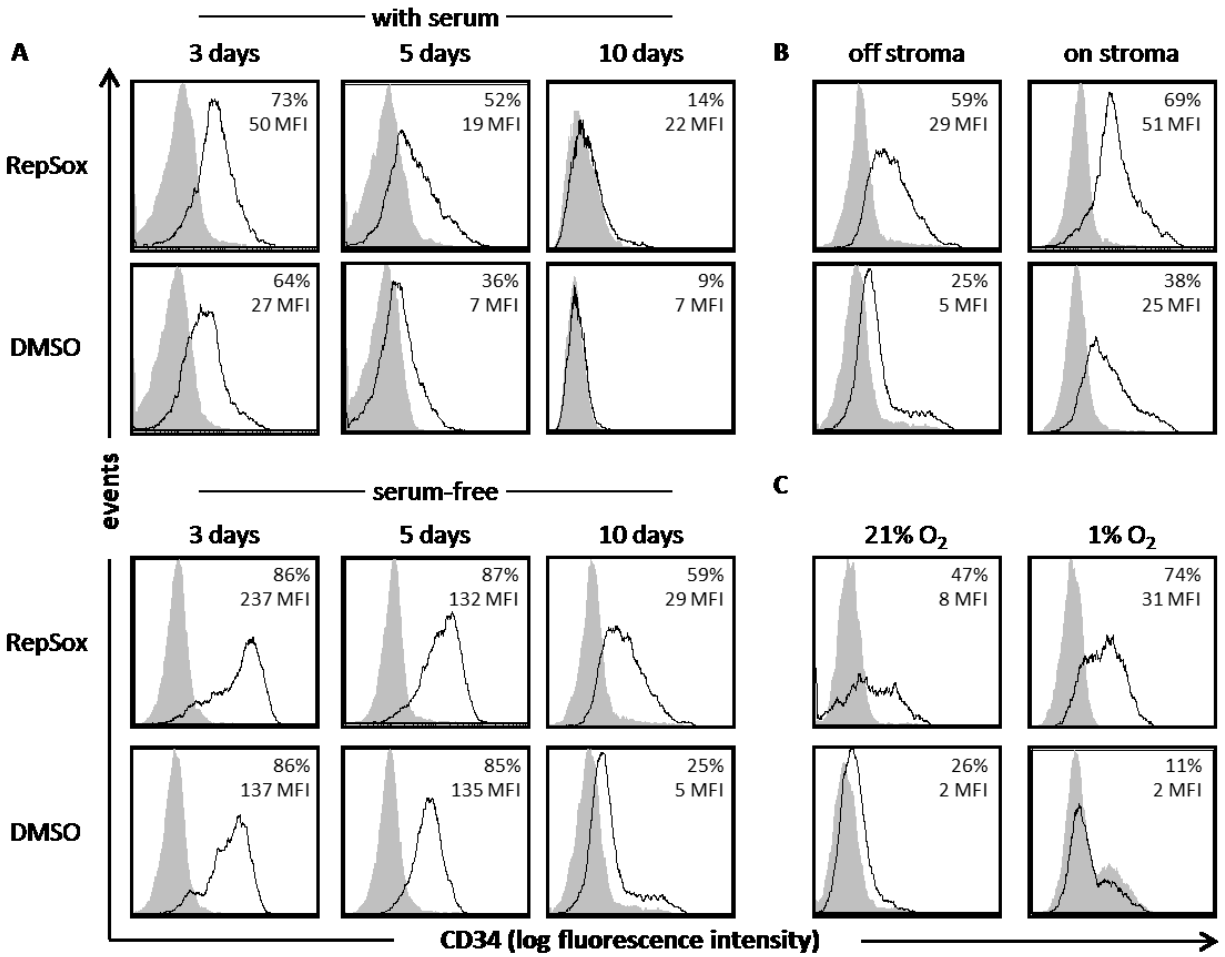 with serum
A
3 days
5 days
10 days
RepSox
73%
50 MFI
52%
19 MFI
14%
22 MFI
DMSO
64%
27 MFI
36%
7 MFI
9%
7 MFI
B
off stroma
on stroma
59%
29 MFI
69%
51 MFI
25%
5 MFI
38%
25 MFI
events
serum-free
3 days
5 days
10 days
RepSox
86%
237 MFI
87%
132 MFI
59%
29 MFI
DMSO
86%
137 MFI
85%
135 MFI
25%
5 MFI
C
21% O₂
1% O₂
47%
8 MFI
74%
31 MFI
26%
2 MFI
11%
2 MFI
CD34 (log fluorescence intensity)